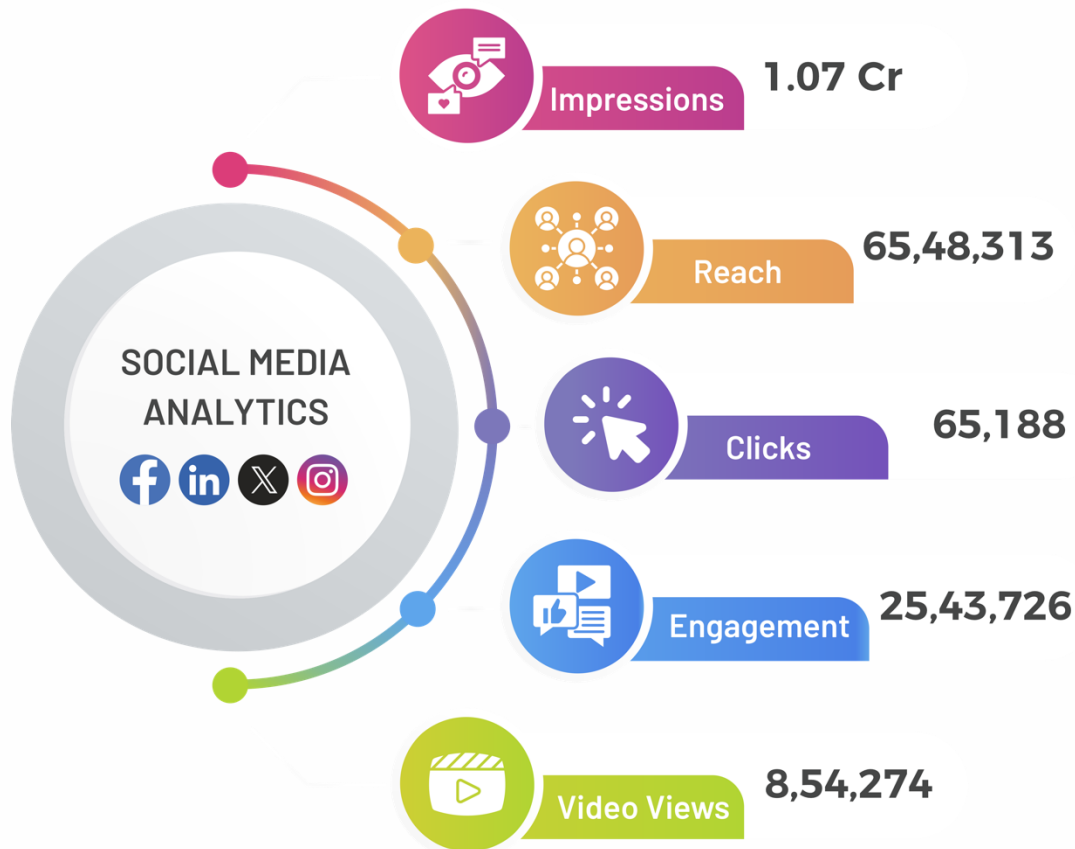 Impressions
1.07 Cr
Reach
65,48,313
SOCIAL MEDIA
ANALYTICS
in
Clicks
65,188
Engagement
25,43,726
Video Views
8,54,274